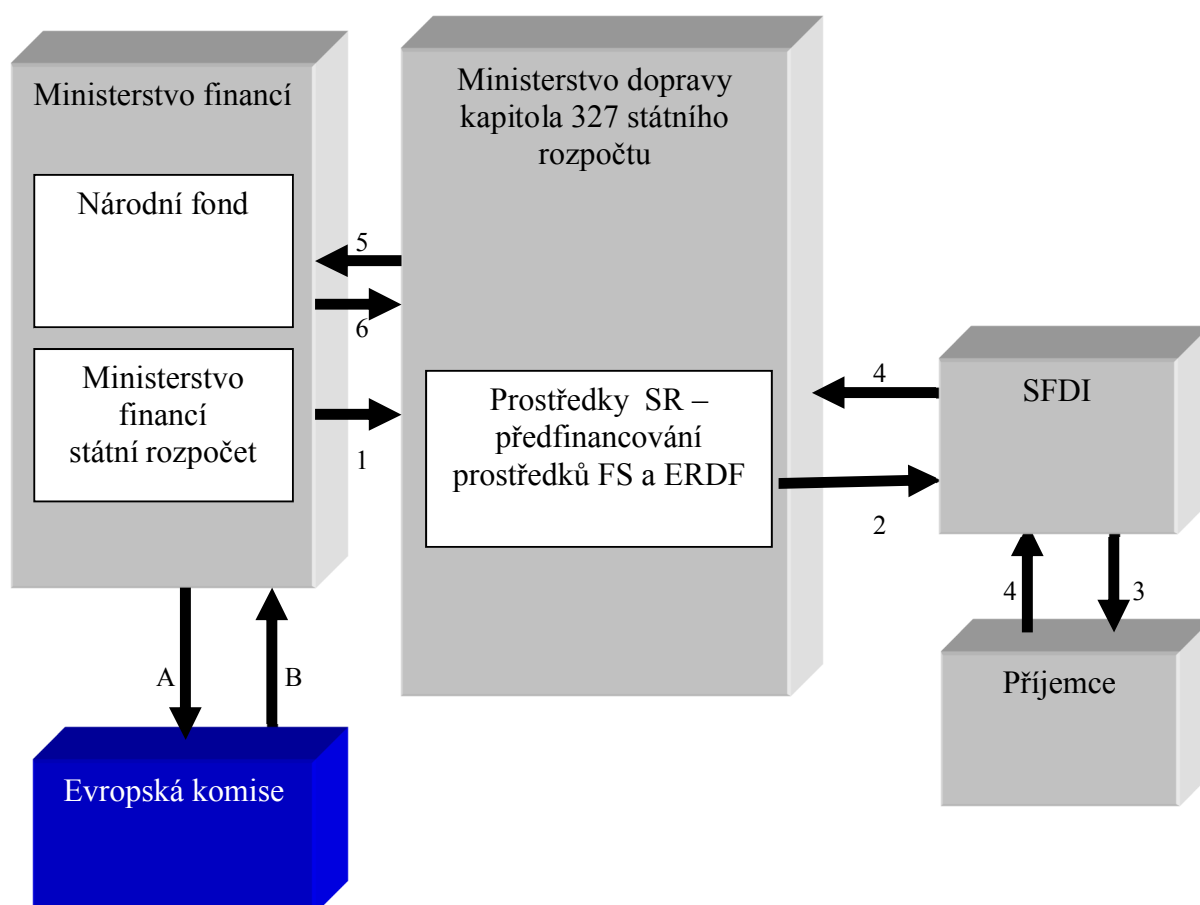 Ministerstvo financí
Národní fond
Ministerstvo
financí
státní rozpočet
Ministerstvo dopravy
kapitola 327 státního
rozpočtu
5
6
1
Prostředky SR –
předfinancování
prostředků FS a ERDF
4
2
SFDI
4
3
Příjemce
A
B
Evropská komise